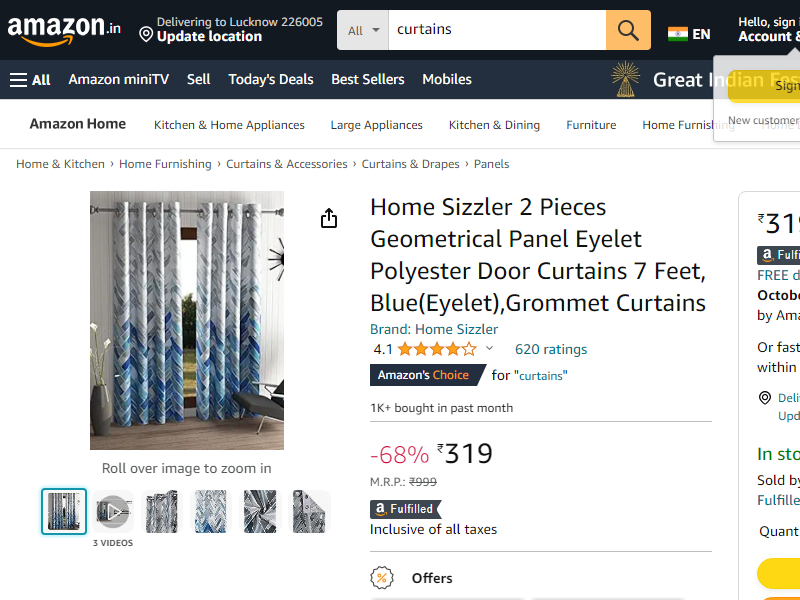 amazon.in
Delivering to Lucknow 226005
Update location
All
curtains
EN
Hello, sign
Account &
All
Amazon miniTV
Sell
Today's Deals
Best Sellers
Mobiles
Great Indian Fes
Sign
New customer
Amazon Home
Kitchen & Home Appliances
Large Appliances
Kitchen & Dining
Furniture
Home Furnishing
Home & Kitchen › Home Furnishing › Curtains & Accessories › Curtains & Drapes › Panels
Home Sizzler 2 Pieces
Geometrical Panel Eyelet
Polyester Door Curtains 7 Feet,
Blue(Eyelet),Grommet Curtains
Brand: Home Sizzler
4.1
620 ratings
Amazon's Choice
for "curtains"
1K+ bought in past month
-68% ₹319
M.R.P.: ₹999
a Fulfilled
Inclusive of all taxes
Offers
Roll over image to zoom in
3 VIDEOS
₹319
a Fulfi
FREE d
Octobe
by Ama
Or fast
within
Deli
Upd
In sto
Sold by
Fulfille
Quant